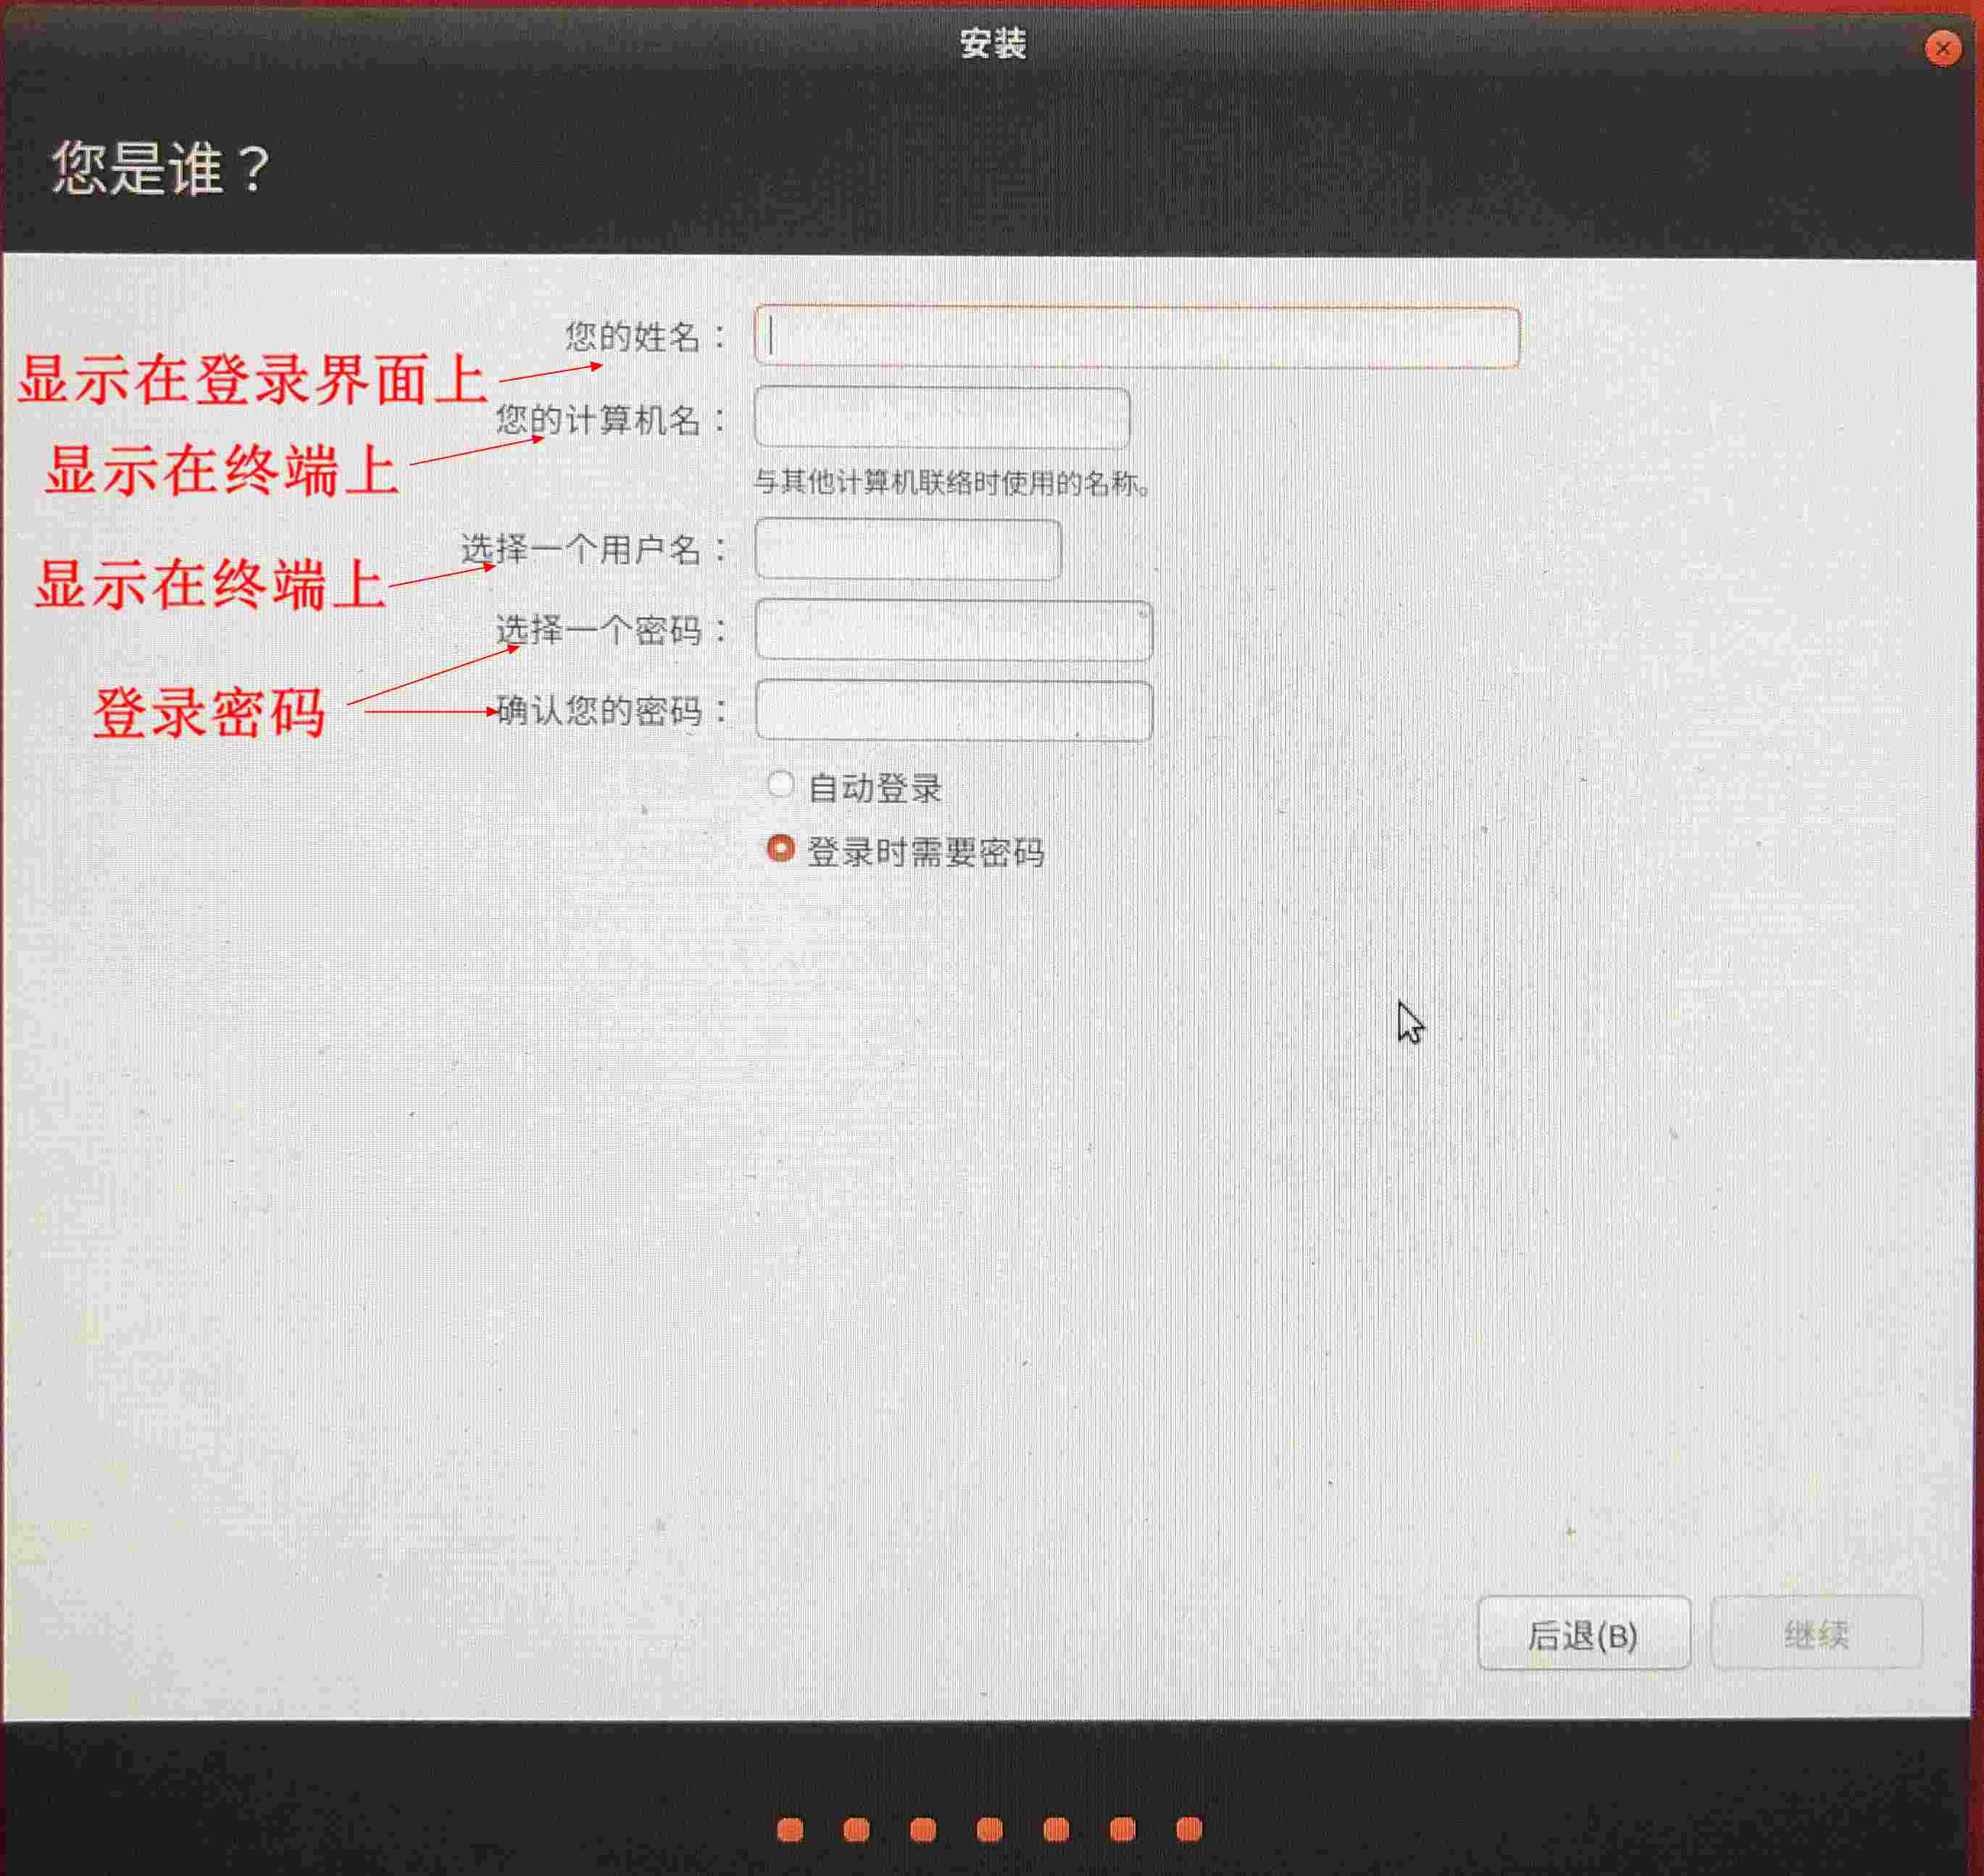 安装
您是谁？
您的姓名：
显示在登录界面上
您的计算机名：
显示在终端上
与其他计算机联络时使用的名称。
选择一个用户名：
显示在终端上
选择一个密码：
登录密码
确认您的密码：
自动登录
登录时需要密码
后退(B)
继续